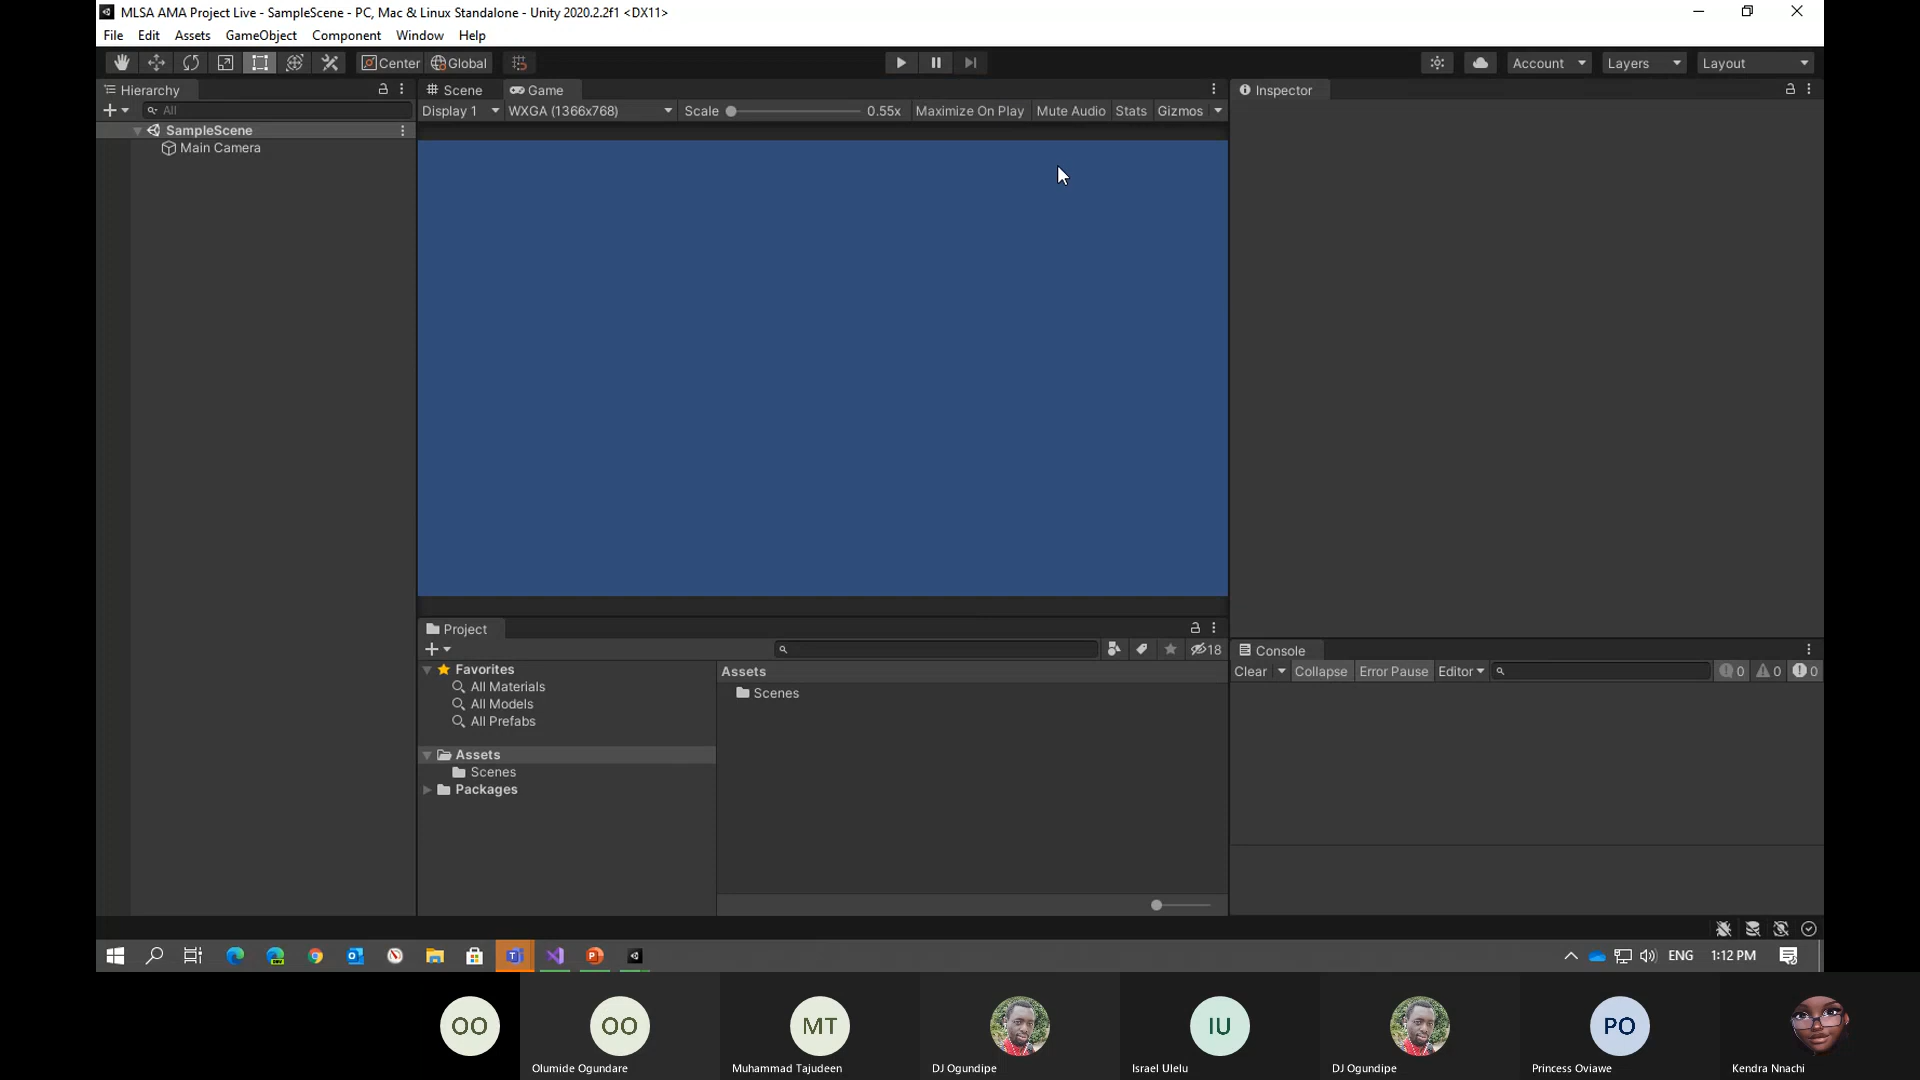 MLSA AMA Project Live - SampleScene - PC, Mac & Linux Standalone - Unity 2020.2.2f1 <DX11>
File Edit Assets GameObject Component Window Help
Center Global Account Layers Layout
Hierarchy Scene Game Inspector
All Display 1 WXGA (1366x768) Scale 0.55x Maximize On Play Mute Audio Stats Gizmos
SampleScene
Main Camera
Project
18
Favorites
All Materials
All Models
All Prefabs
Assets
Scenes
Packages
Assets
Scenes
Console
Clear Collapse Error Pause Editor 0 0 0
ENG 1:12 PM
OO OO MT IU PO
Olumide Ogundare Muhammad Tajudeen DJ Ogundipe Israel Ulelu DJ Ogundipe Princess Oviawe Kendra Nnachi